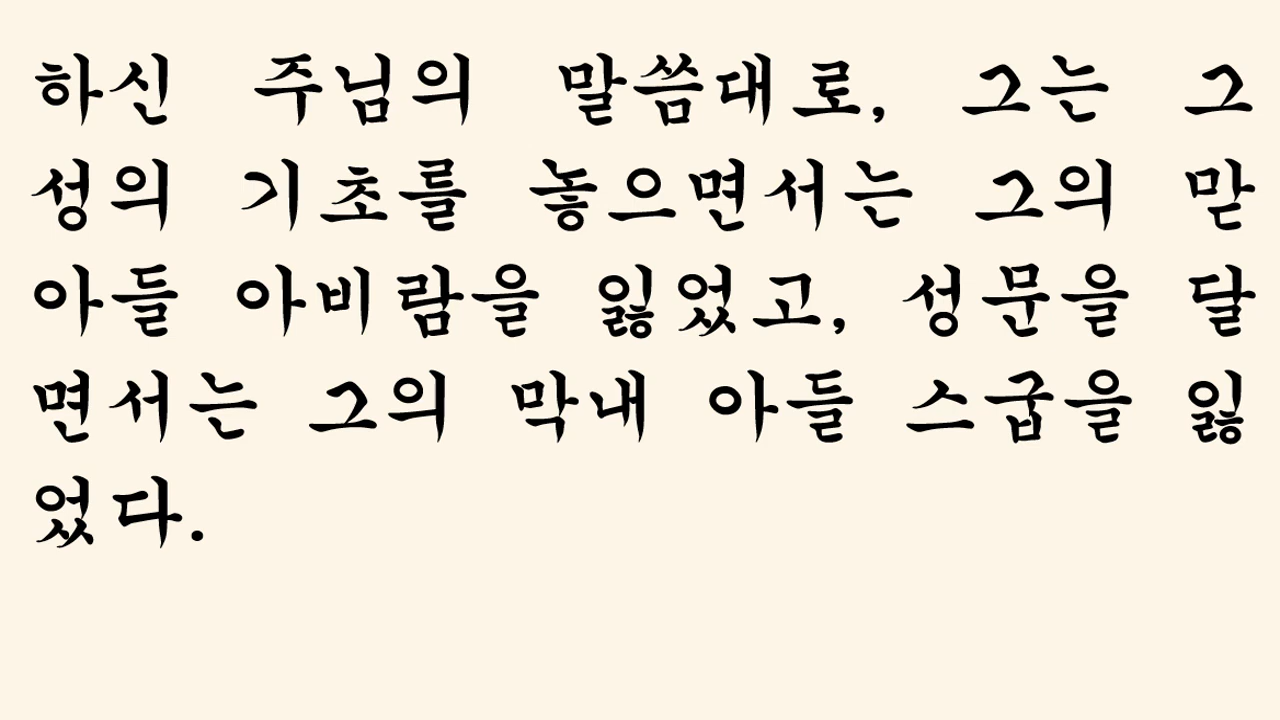 하신 주님의 말씀대로, 그는 그
성의 기초를 놓으면서는 그의 맏
아들 아비람을 잃었고, 성문을 달
면서는 그의 막내 아들 스굽을 잃
었다.